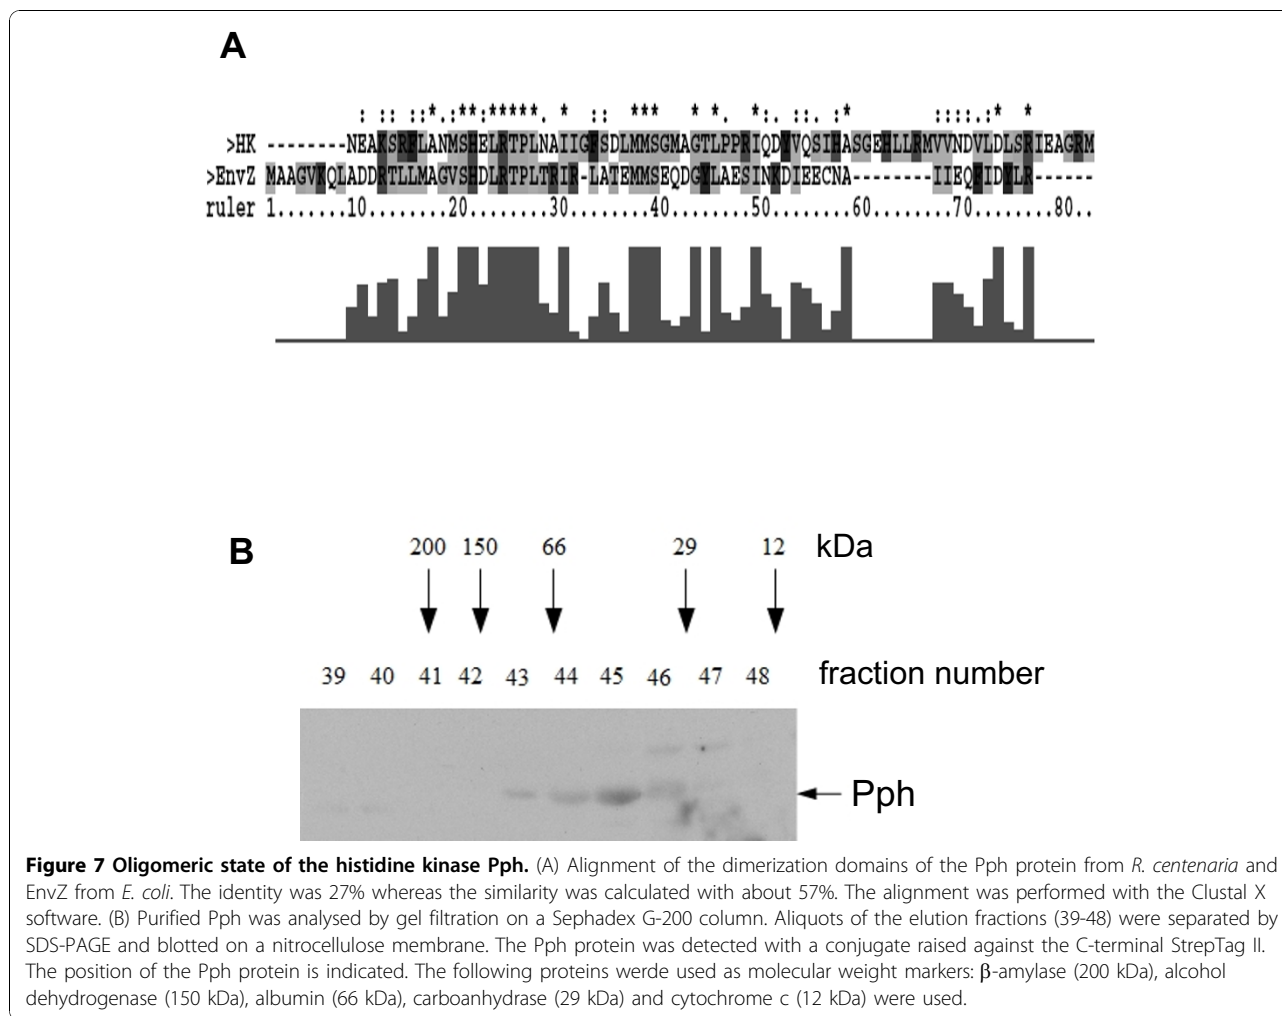 A
: :: ::*.:**:*****. * :: *** * *. *:. ::. :* ::::.:* *
>HK --------NEAKSRFLANMSHELRTPLNAIIGFSDLMMSGMAGTLPPRIQDYVQSIHASGEHLLRMVVNDVLDLSRIEAGRM
>EnvZ MAAGVKQLADDRTLLMAGVSHDLRTPLTRIR-LATEMMSEQDGYLAESINKDIEECNA--------IIEQFIDYLR------
ruler 1.......10........20........30........40........50........60........70........80..
B
200 150 66 29 12 kDa
39 40 41 42 43 44 45 46 47 48 fraction number
Pph
Figure 7 Oligomeric state of the histidine kinase Pph. (A) Alignment of the dimerization domains of the Pph protein from R. centenaria and
EnvZ from E. coli. The identity was 27% whereas the similarity was calculated with about 57%. The alignment was performed with the Clustal X
software. (B) Purified Pph was analysed by gel filtration on a Sephadex G-200 column. Aliquots of the elution fractions (39-48) were separated by
SDS-PAGE and blotted on a nitrocellulose membrane. The Pph protein was detected with a conjugate raised against the C-terminal StrepTag II.
The position of the Pph protein is indicated. The following proteins werde used as molecular weight markers: β-amylase (200 kDa), alcohol
dehydrogenase (150 kDa), albumin (66 kDa), carboanhydrase (29 kDa) and cytochrome c (12 kDa) were used.